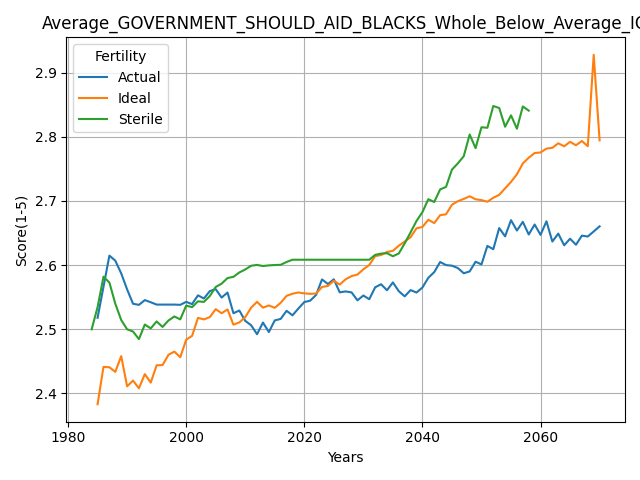 Average_GOVERNMENT_SHOULD_AID_BLACKS_Whole_Below_Average_IQ
Fertility
Actual
Ideal
Sterile
2.9
2.8
2.7
2.6
2.5
2.4
Score(1-5)
1980
2000
2020
2040
2060
Years